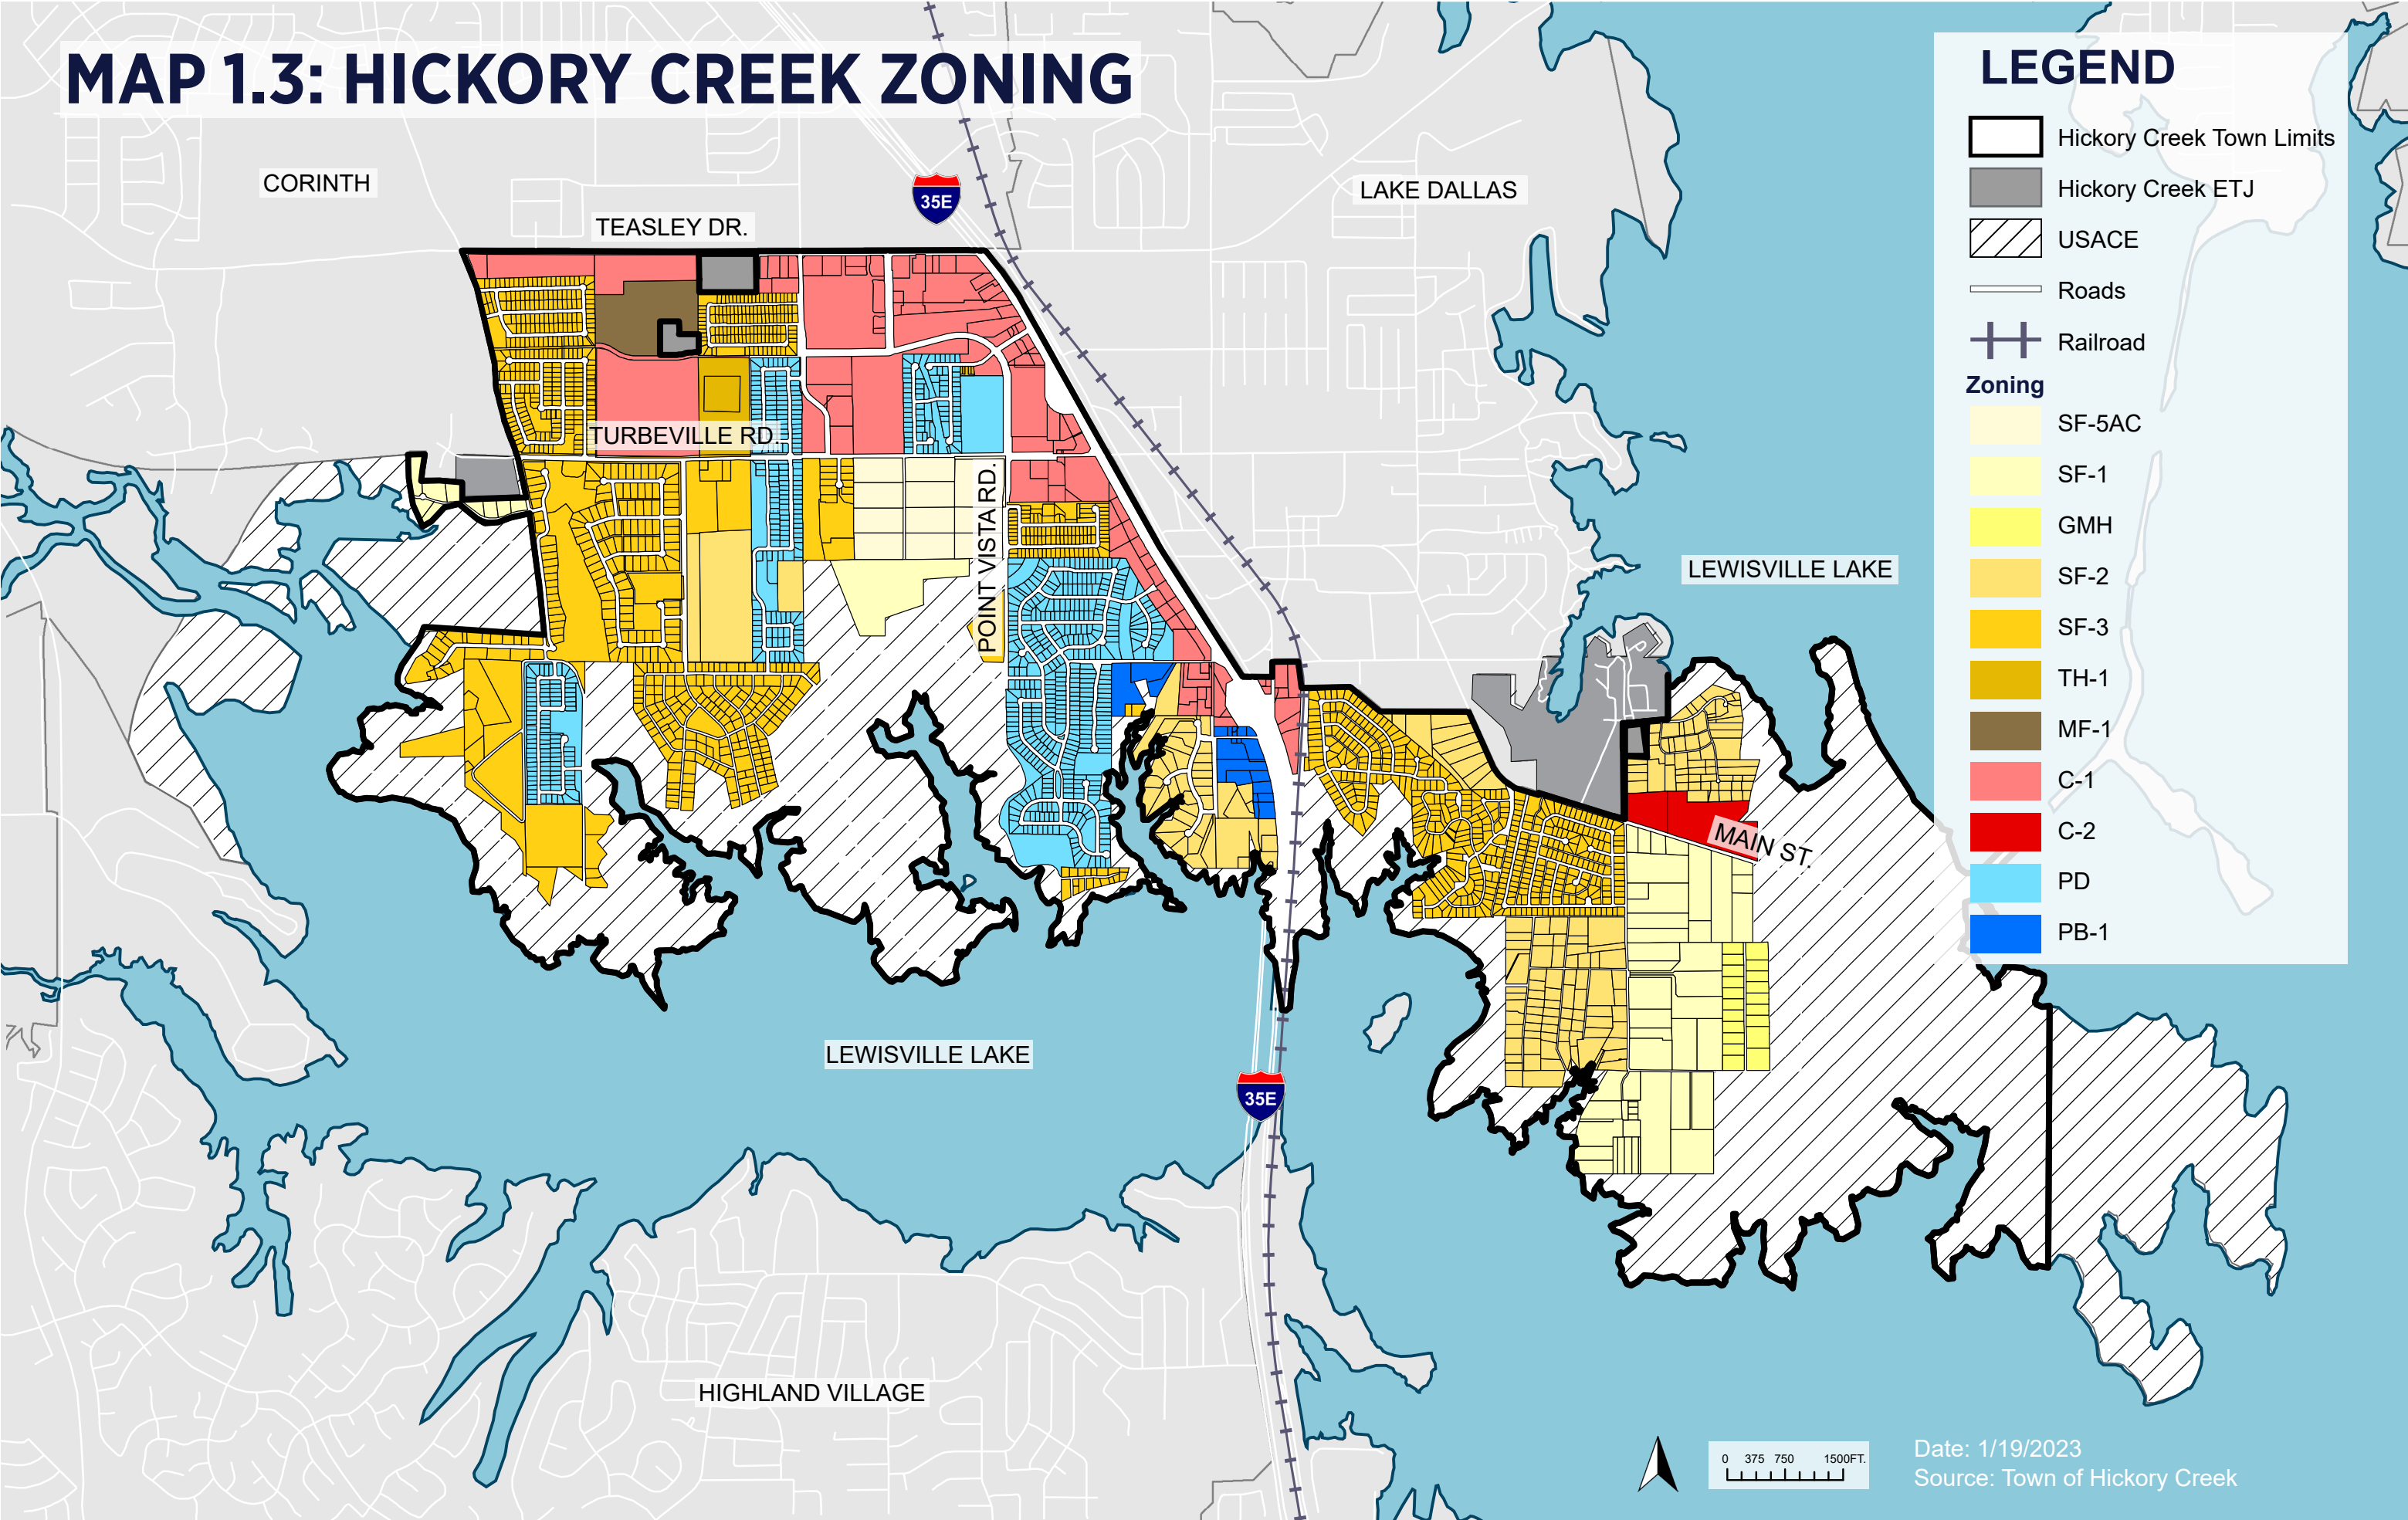 MAP 1.3: HICKORY CREEK ZONING
LEGEND
Hickory Creek Town Limits
Hickory Creek ETJ
USACE
Roads
Railroad
Zoning
SF-5AC
SF-1
GMH
SF-2
SF-3
TH-1
MF-1
C-1
C-2
PD
PB-1
CORINTH
TEASLEY DR.
35E
LAKE DALLAS
TURBEVILLE RD.
POINT VISTA RD.
LEWISVILLE LAKE
MAIN ST.
LEWISVILLE LAKE
35E
HIGHLAND VILLAGE
0 375 750 1500FT.
Date: 1/19/2023
Source: Town of Hickory Creek